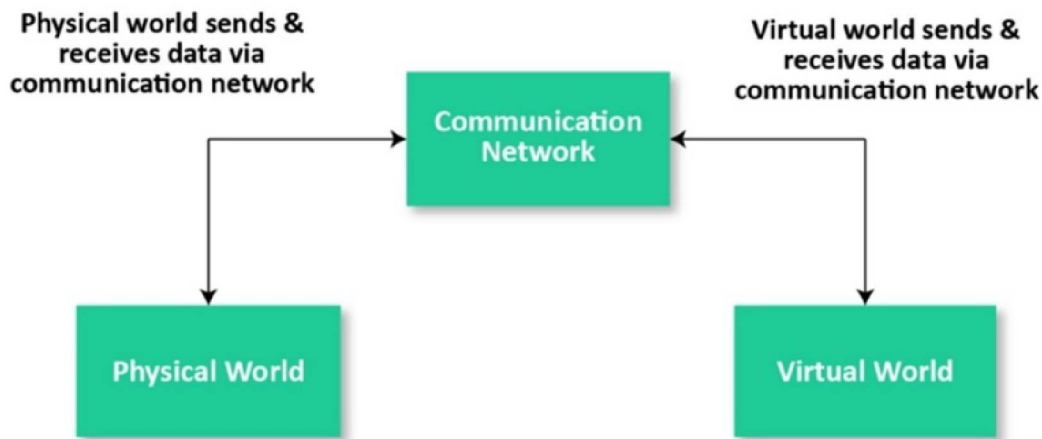 Physical world sends &
receives data via
communication network
Virtual world sends &
receives data via
communication network
Communication
Network
Physical World
Virtual World